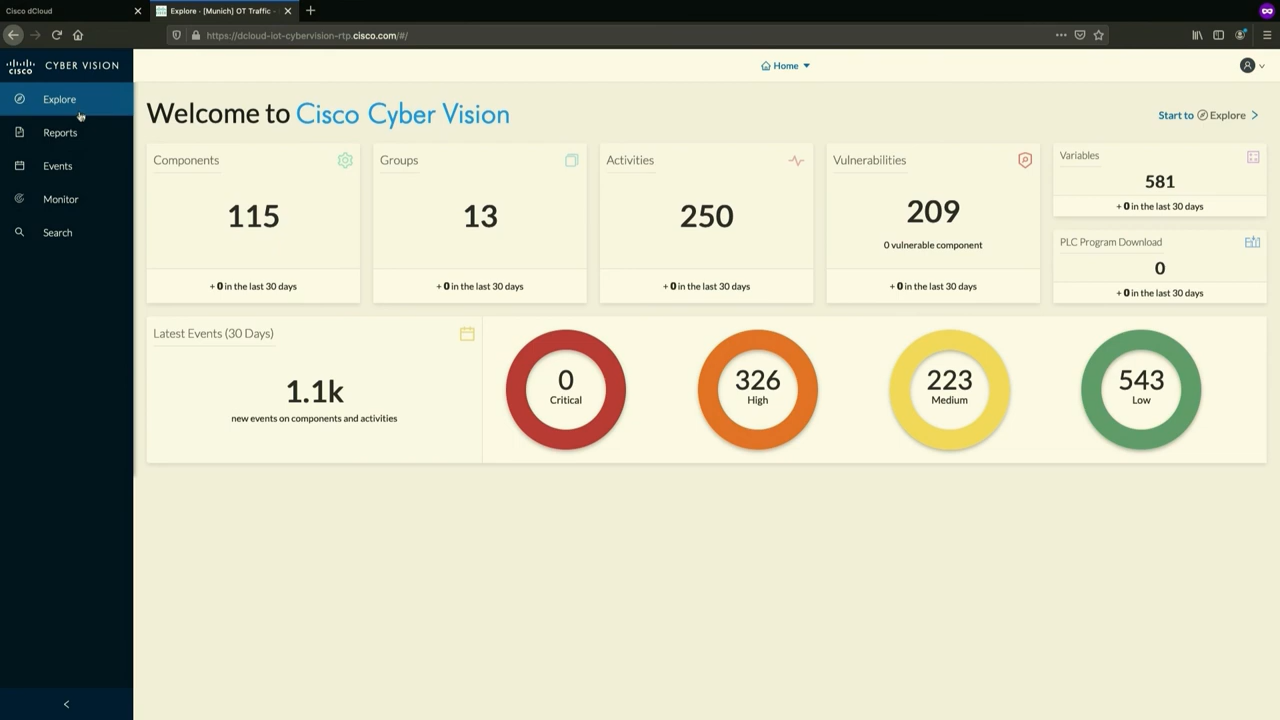 Cisco dCloud
Explore - [Munich] OT Traffic -
https://dcloud-iot-cybervision-rtp.cisco.com/#/
cisco
CYBER VISION
Home
Explore
Reports
Events
Monitor
Search
Welcome to Cisco Cyber Vision
Start to Explore
Components
115
+ 0 in the last 30 days
Groups
13
+ 0 in the last 30 days
Activities
250
+ 0 in the last 30 days
Vulnerabilities
209
0 vulnerable component
+ 0 in the last 30 days
Variables
581
+ 0 in the last 30 days
PLC Program Download
0
+ 0 in the last 30 days
Latest Events (30 Days)
1.1k
new events on components and activities
0
Critical
326
High
223
Medium
543
Low